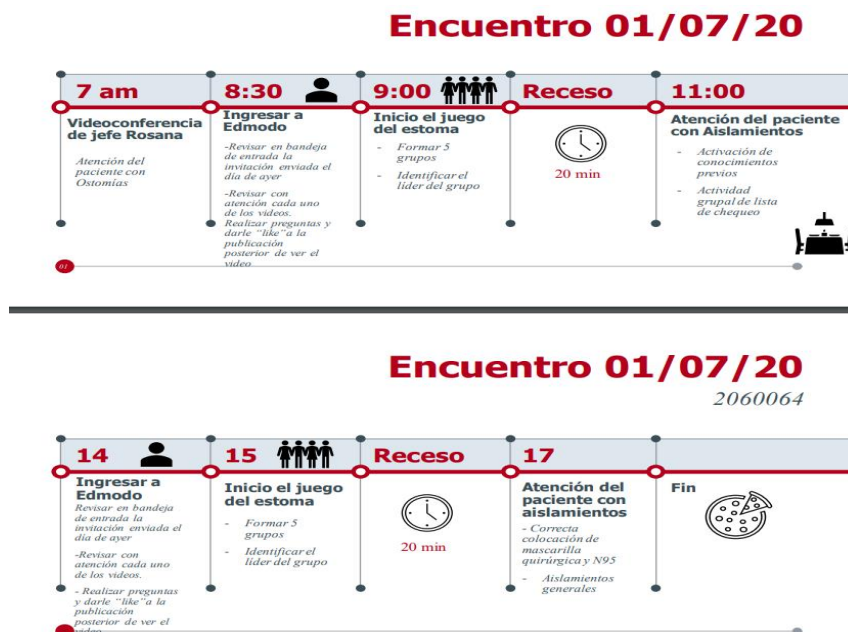 Encuentro 01/07/20
7 am
8:30
9:00
Receso
11:00
Videoconferencia
de jefe Rosana
Atención del
paciente con
Ostomías
Ingresar a
Edmodo
-Revisar en bandeja
de entrada la
invitación enviada el
día de ayer
-Revisar con
atención cada uno
de los videos.
Realizar preguntas y
darle "like"a la
publicación
posterior de ver el
video
Inicio el juego
del estoma
- Formar 5
grupos
- Identificar el
líder del grupo
20 min
Atención del paciente
con Aislamientos
- Activación de
conocimientos
previos
- Actividad
grupal de lista
de chequeo
01
Encuentro 01/07/20
2060064
14
15
Receso
17
Ingresar a
Edmodo
Revisar en bandeja
de entrada la
invitación enviada el
día de ayer
-Revisar con
atención cada uno
de los videos.
- Realizar preguntas
y darle "like"a la
publicación
posterior de ver el
video
Inicio el juego
del estoma
- Formar 5
grupos
- Identificar el
líder del grupo
20 min
Atención del
paciente con
aislamientos
- Correcta
colocación de
mascarilla
quirúrgica y N95
- Aislamientos
generales
Fin